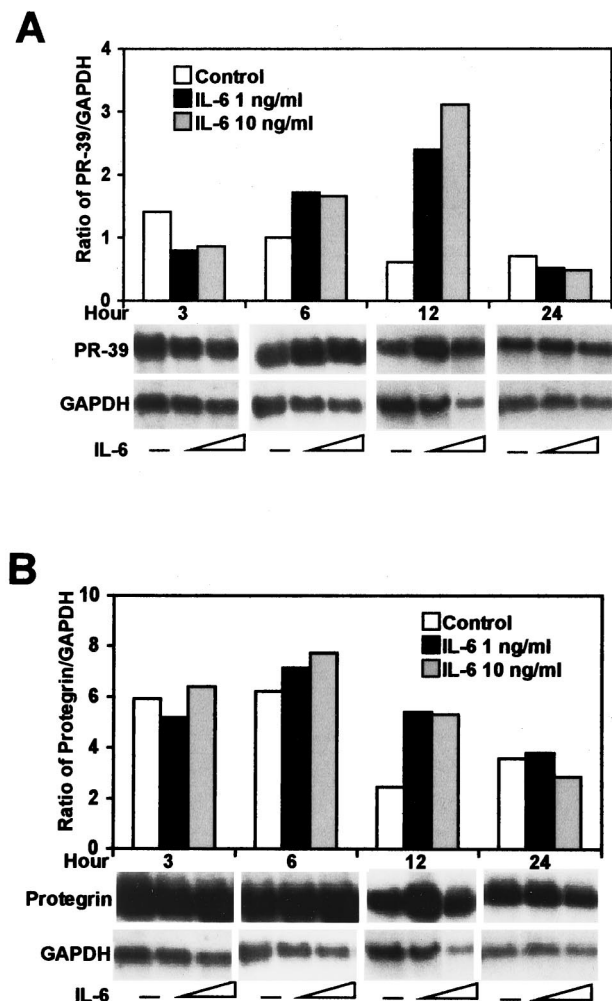 A
Ratio of PR-39/GAPDH
4
3
2
1
0
Control
IL-6 1 ng/ml
IL-6 10 ng/ml
Hour 3 6 12 24
PR-39
GAPDH
IL-6 — — — —
B
Ratio of Protegrin/GAPDH
10
8
6
4
2
0
Control
IL-6 1 ng/ml
IL-6 10 ng/ml
Hour 3 6 12 24
Protegrin
GAPDH
IL-6 — — — —